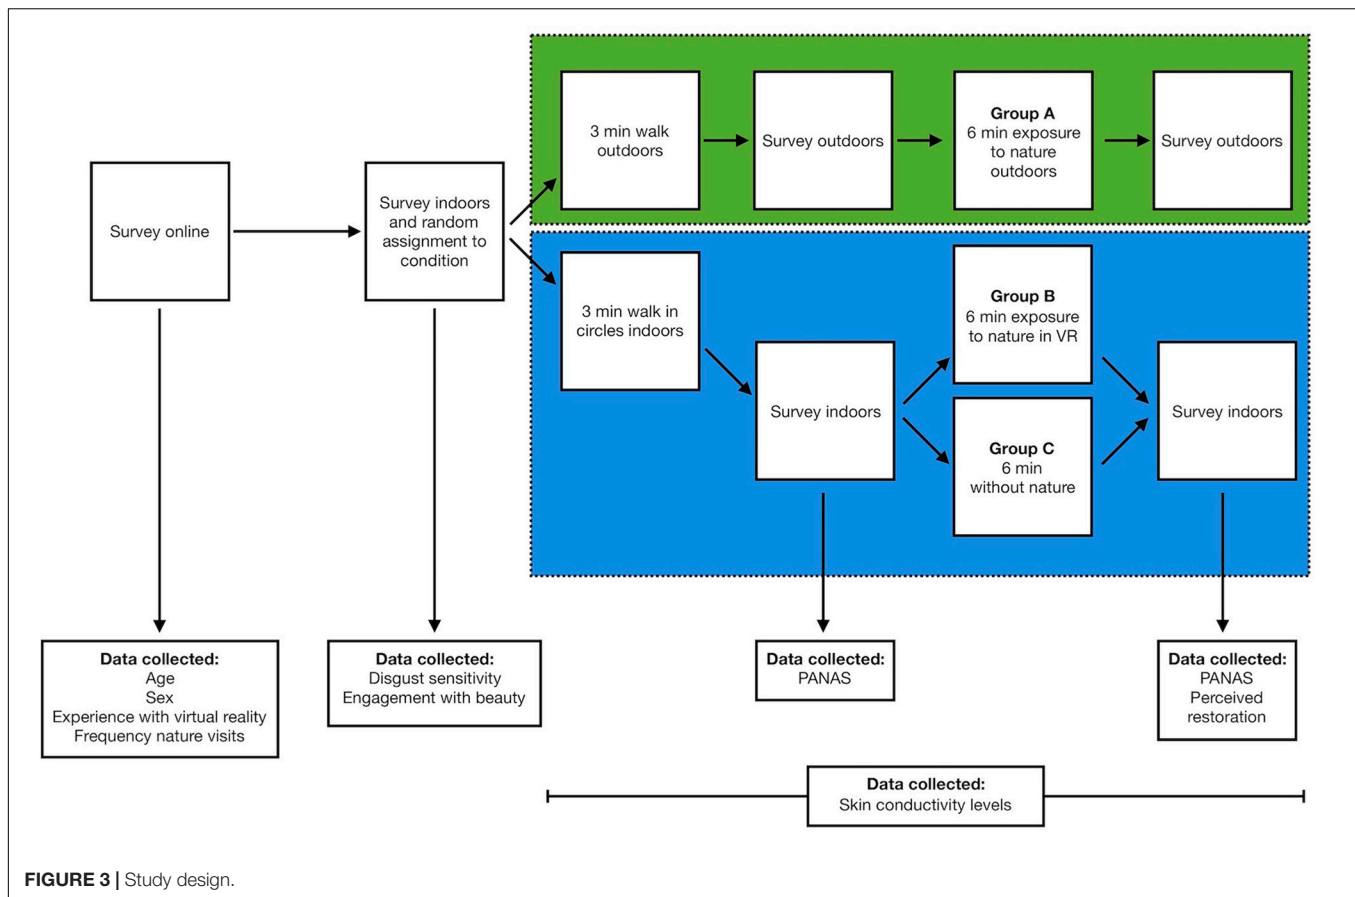 3 min walk
outdoors
Survey outdoors
Group A
6 min exposure
to nature
outdoors
Survey outdoors
Survey online
Survey indoors
and random
assignment to
condition
3 min walk in
circles indoors
Survey indoors
Group B
6 min exposure
to nature in VR
Group C
6 min
without nature
Survey indoors
Data collected:
Age
Sex
Experience with virtual reality
Frequency nature visits
Data collected:
Disgust sensitivity
Engagement with beauty
Data collected:
PANAS
Data collected:
PANAS
Perceived
restoration
Data collected:
Skin conductivity levels
FIGURE 3 | Study design.